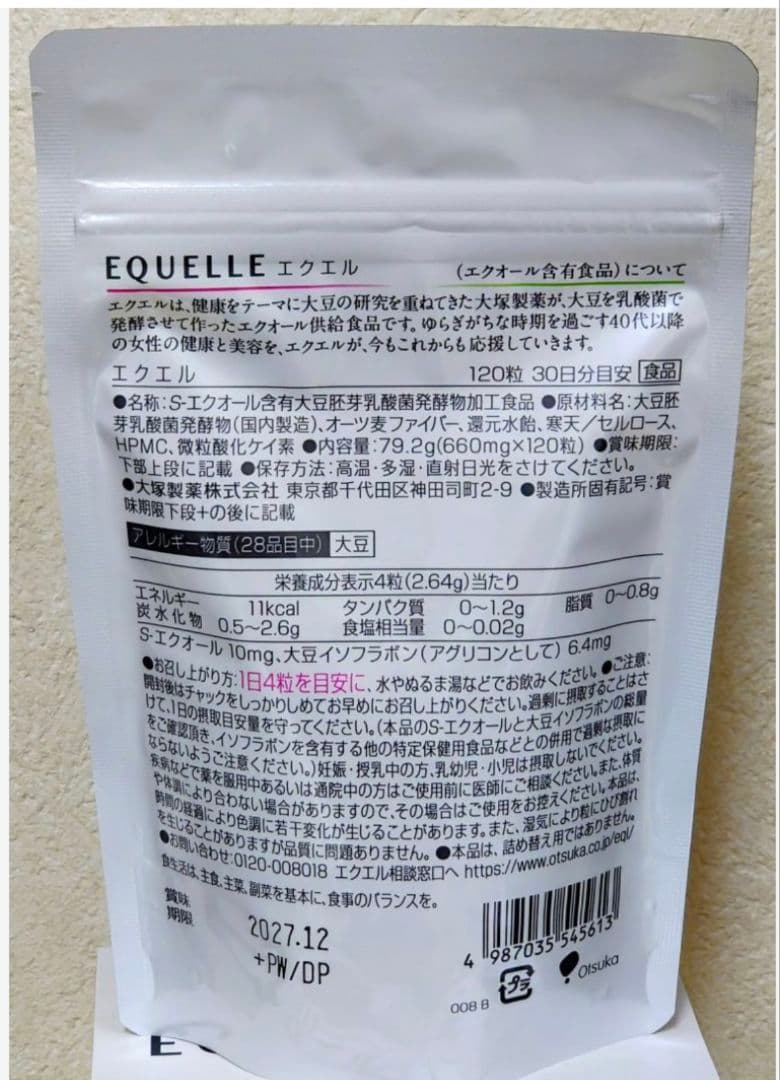 EQUELLE エクエル (エクオール含有食品)について
エクエルは、健康をテーマに大豆の研究を重ねてきた大塚製薬が、大豆を乳酸菌で
発酵させて作ったエクオール供給食品です。ゆらぎがちな時期を過ごす40代以降
の女性の健康と美容を、エクエルが、今もこれからも応援していきます。
エクエル 120粒 30日分目安 食品
●名称:S-エクオール含有大豆胚芽乳酸菌発酵物加工食品 ●原材料名:大豆胚
芽乳酸菌発酵物(国内製造)、オーツ麦ファイバー、還元水飴、寒天/セルロース、
HPMC、微粒酸化ケイ素 ●内容量:79.2g(660mg×120粒) ●賞味期限:
下部上段に記載 ●保存方法:高温・多湿・直射日光をさけてください。
●大塚製薬株式会社 東京都千代田区神田司町2-9 ●製造所固有記号:賞
味期限下段+の後に記載
アレルギー物質(28品目中) 大豆
栄養成分表示4粒(2.64g)当たり
エネルギー 11kcal タンパク質 0〜1.2g 脂質 0〜0.8g
炭水化物 0.5〜2.6g 食塩相当量 0〜0.02g
S-エクオール 10mg、大豆イソフラボン(アグリコンとして) 6.4mg
●お召し上がり方:1日4粒を目安に、水やぬるま湯などでお飲みください。●ご注意:
開封後はチャックをしっかりしめてお早めにお召し上がりください。過剰に摂取することはさ
けて、1日の摂取目安量を守ってください。(本品のS-エクオールと大豆イソフラボンの総量
をご確認頂き、イソフラボンを含有する他の特定保健用食品などとの併用で過剰な摂取に
ならないようご注意ください。)妊娠・授乳中の方、乳幼児・小児は摂取しないでください。
疾病などで薬を服用中あるいは通院中の方はご使用前に医師にご相談ください。また、体質
や体調により合わない場合がありますので、その場合はご使用をお控えください。本品は、
時間の経過により色調に若干変化が生じることがあります。また、湿気により粒にひび割れ
を生じることがありますが品質に問題ありません。●本品は、詰め替え用ではありません。
●お問い合わせ:0120-008018 エクエル相談窓口へ https://www.otsuka.co.jp/eql/
食生活は、主食、主菜、副菜を基本に、食事のバランスを。
賞味
期限
2027.12
+PW/DP
4 987035 545613
プラ
Otsuka
008 B